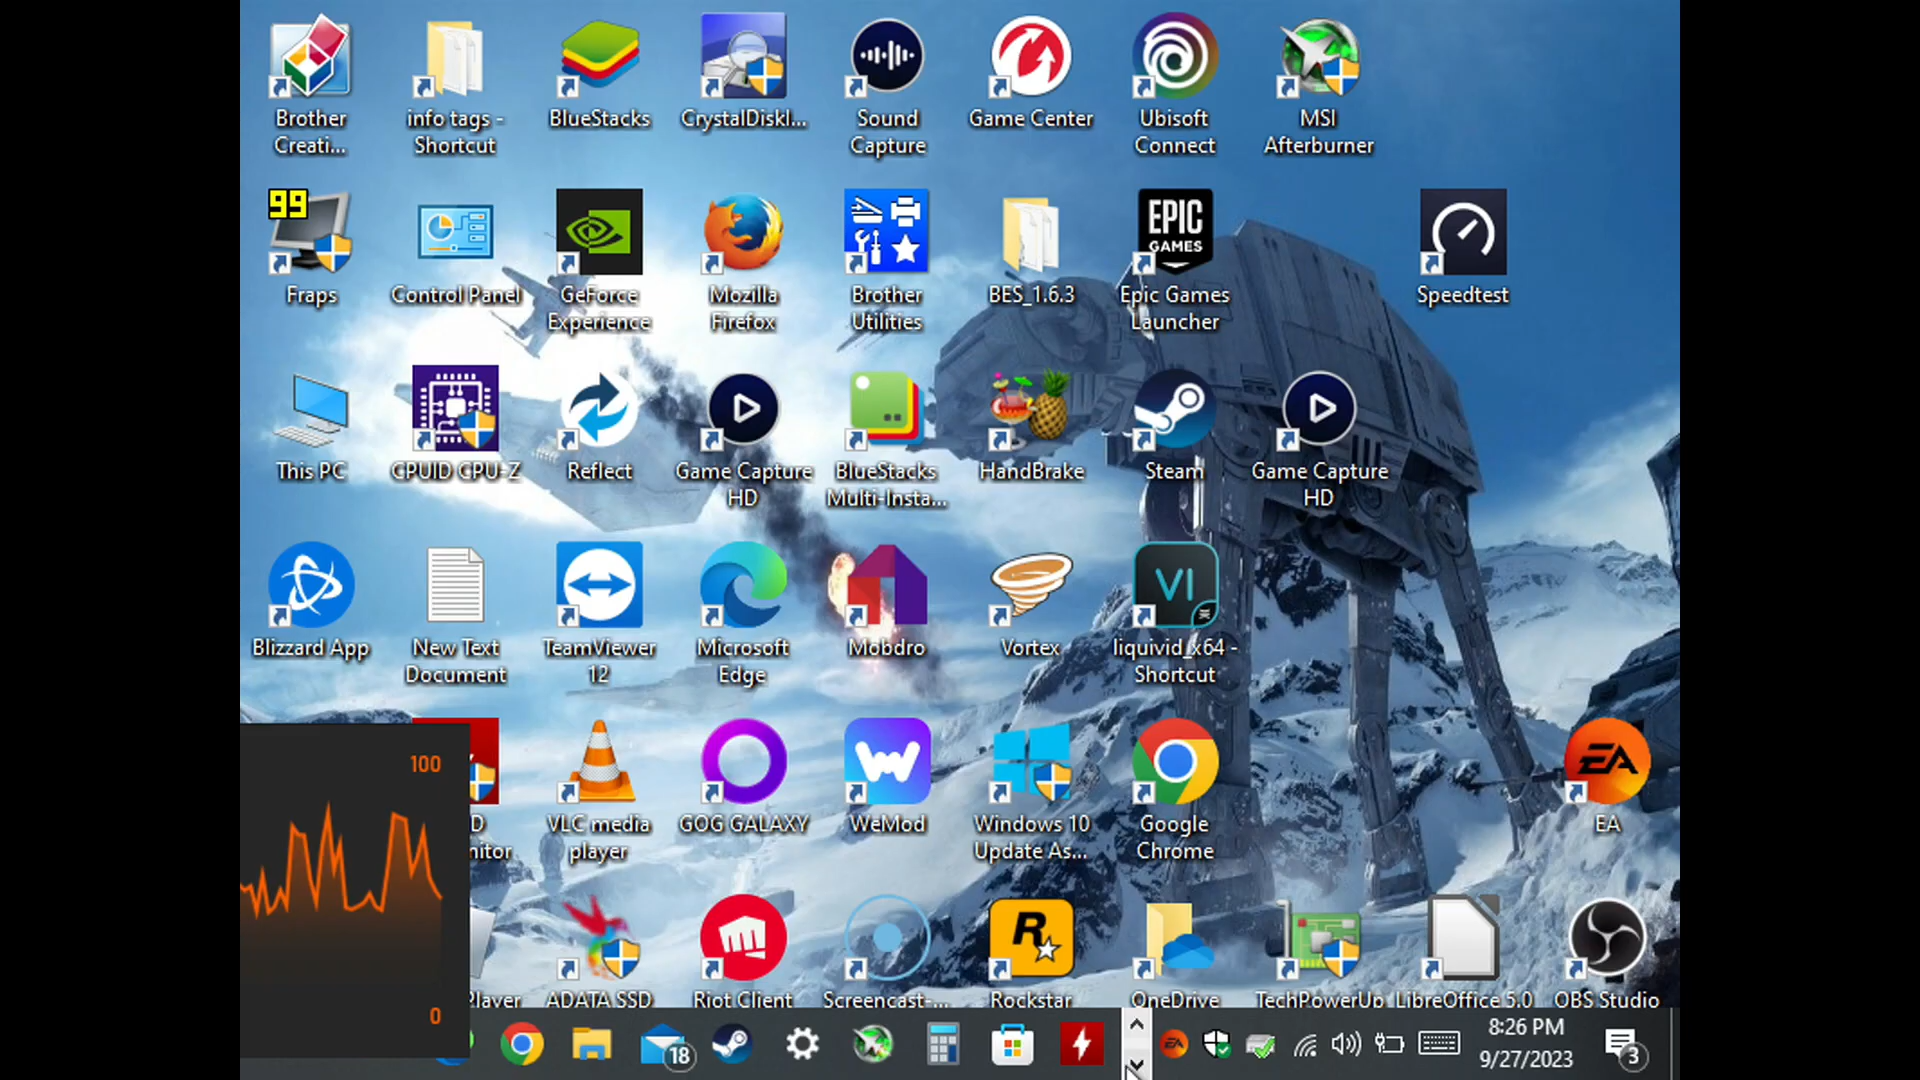 Brother
Creati...
info tags -
Shortcut
BlueStacks
CrystalDiskI...
Sound
Capture
Game Center
Ubisoft
Connect
MSI
Afterburner
99
EPIC
GAMES
Fraps
Control Panel
GeForce
Experience
Mozilla
Firefox
Brother
Utilities
BES_1.6.3
Epic Games
Launcher
Speedtest
This PC
CPUID CPU-Z
Reflect
Game Capture
HD
BlueStacks
Multi-Insta...
HandBrake
Steam
Game Capture
HD
VI
Blizzard App
New Text
Document
TeamViewer
12
Microsoft
Edge
Mobdro
Vortex
liquivid_x64 -
Shortcut
100
EA
D
nitor
VLC media
player
GOG GALAXY
WeMod
Windows 10
Update As...
Google
Chrome
EA
R
0
Player
ADATA SSD
Riot Client
Screencast-...
Rockstar
OneDrive
TechPowerUp
LibreOffice 5.0
OBS Studio
18
EA
8:26 PM
9/27/2023
3